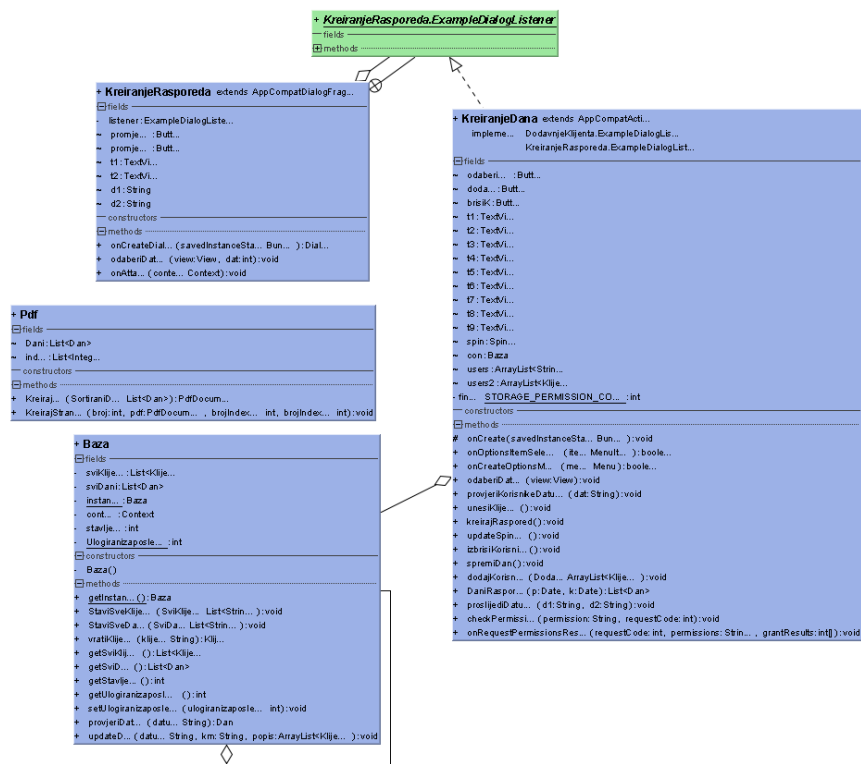 + KreiranjeRasporeda.ExampleDialogListener
fields
methods
+ KreiranjeRasporeda extends AppCompatDialogFrag...
fields
- listener:ExampleDialogListe...
~ promje... :Butt...
~ promje... :Butt...
~ t1:TextVi...
~ t2:TextVi...
~ d1:String
~ d2:String
constructors
methods
+ onCreateDial... (savedInstanceSta... Bun... ):Dial...
+ odaberiDat... (view:View, dat:int):void
+ onAtta... (conte... Context):void
+ Pdf
fields
~ Dani:List<Dan>
~ ind... :List<Integ...
constructors
methods
+ Kreiraj... (SortiraniD... List<Dan>):PdfDocum...
+ KreirajStran... (broj:int, pdf:PdfDocum... , brojIndex... int, brojIndex... int):void
+ Baza
fields
- sviKlije... :List<Klije...
- sviDani:List<Dan>
- instan... :Baza
- cont... :Context
- stavlje... :int
- Ulogiranizaposle... :int
constructors
- Baza()
methods
+ getInstan... ():Baza
+ StaviSveKlije... (SviKlije... List<Strin... ):void
+ StaviSveDa... (SviDa... List<Strin... ):void
+ vratiKlije... (klije... String):Klij...
+ getSviKlij... ():List<Klije...
+ getSviD... ():List<Dan>
+ getStavlje... ():int
+ getUlogiranizaposl... ():int
+ setUlogiranizaposle... (ulogiranizaposle... int):void
+ provjeriDat... (datu... String):Dan
+ updateD... (datu... String, km:String, popis:ArrayList<Klije... ):void
+ KreiranjeDana extends AppCompatActi...
impleme... DodavnjeKlijenta.ExampleDialogLis...
KreiranjeRasporeda.ExampleDialogList...
fields
~ odaberi... :Butt...
~ doda... :Butt...
~ brisiK:Butt...
~ t1:TextVi...
~ t2:TextVi...
~ t3:TextVi...
~ t4:TextVi...
~ t5:TextVi...
~ t6:TextVi...
~ t7:TextVi...
~ t8:TextVi...
~ t9:TextVi...
~ spin:Spin...
~ con:Baza
~ users:ArrayList<Strin...
~ users2:ArrayList<Klije...
- fin... STORAGE_PERMISSION_CO... :int
constructors
methods
# onCreate(savedInstanceSta... Bun... ):void
+ onOptionsItemSele... (ite... MenuIt... ):boole...
+ onCreateOptionsM... (me... Menu):boole...
+ odaberiDat... (view:View):void
+ provjeriKorisnikeDatu... (dat:String):void
+ unesiKlije... ():void
+ kreirajRaspored():void
+ updateSpin... ():void
+ izbrisiKorisni... ():void
+ spremiDan():void
+ dodajKorisn... (Doda... ArrayList<Klije... ):void
+ DaniRaspor... (p:Date, k:Date):List<Dan>
+ proslijediDatu... (d1:String, d2:String):void
+ checkPermissi... (permission:String, requestCode:int):void
+ onRequestPermissionsRes... (requestCode:int, permissions:Strin... , grantResults:int[]):void